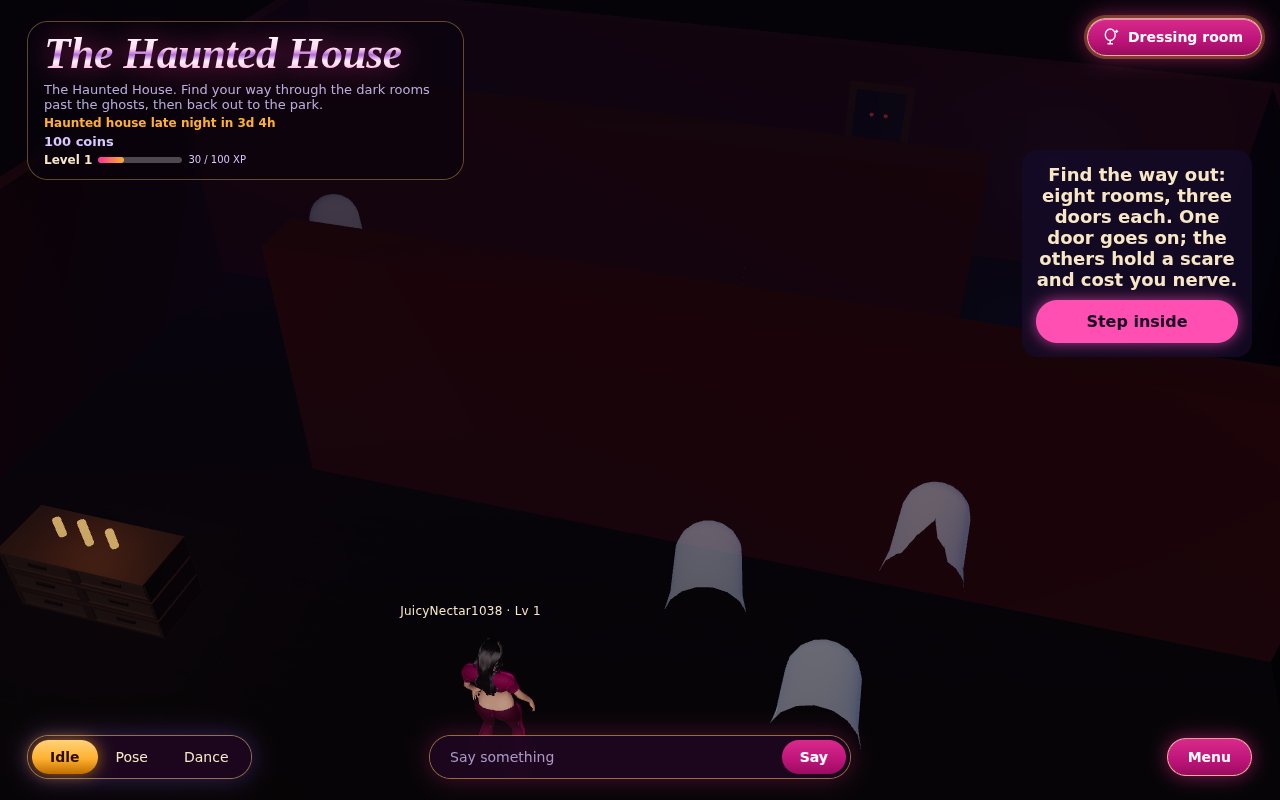 The Haunted House
The Haunted House. Find your way through the dark rooms
past the ghosts, then back out to the park.
Haunted house late night in 3d 4h
100 coins
Level 1 30 / 100 XP
Dressing room
Find the way out:
eight rooms, three
doors each. One
door goes on; the
others hold a scare
and cost you nerve.
Step inside
JuicyNectar1038 · Lv 1
Idle Pose Dance
Say something Say
Menu